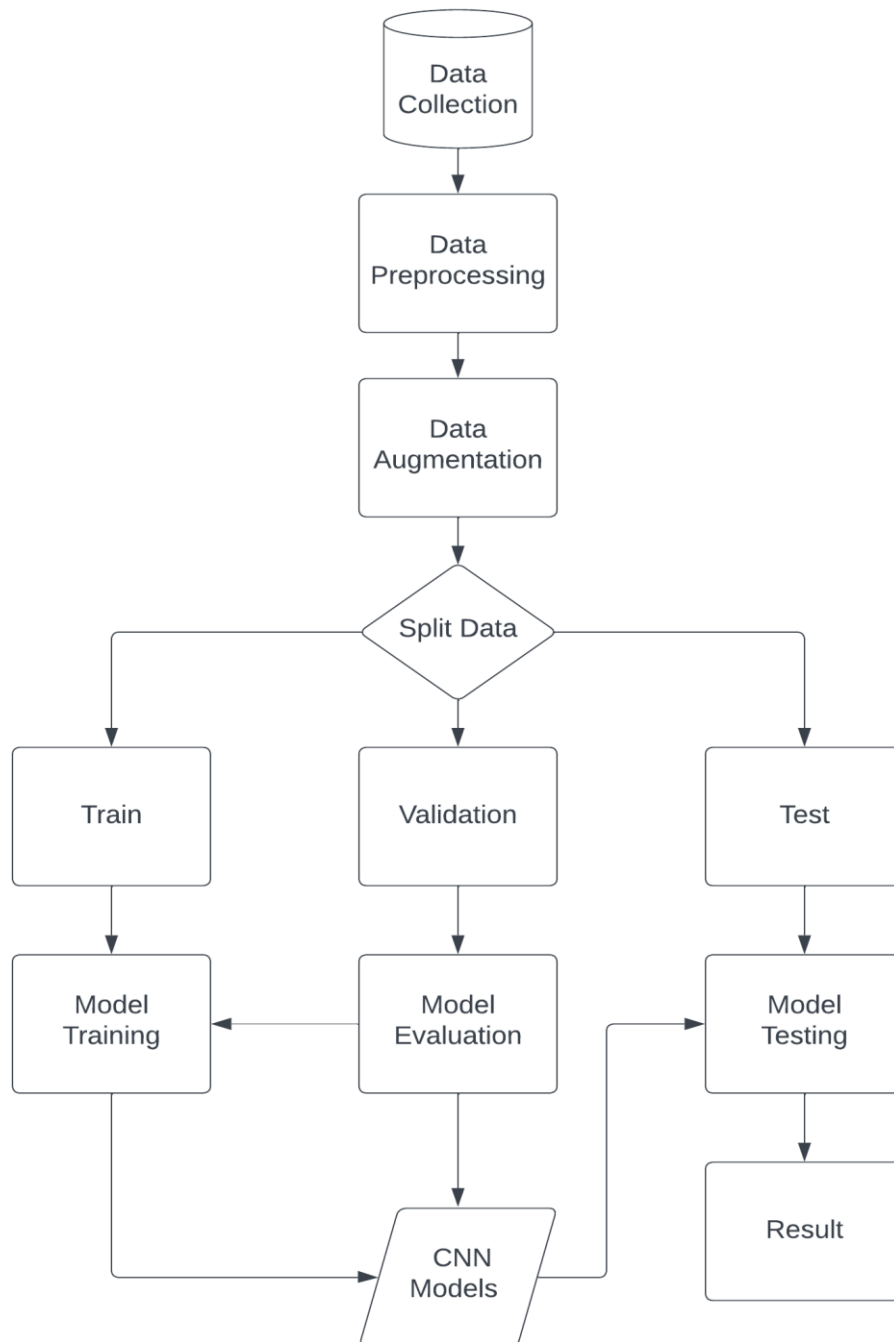 Data
Collection
Data
Preprocessing
Data
Augmentation
Split Data
Train
Validation
Test
Model
Training
Model
Evaluation
Model
Testing
CNN
Models
Result